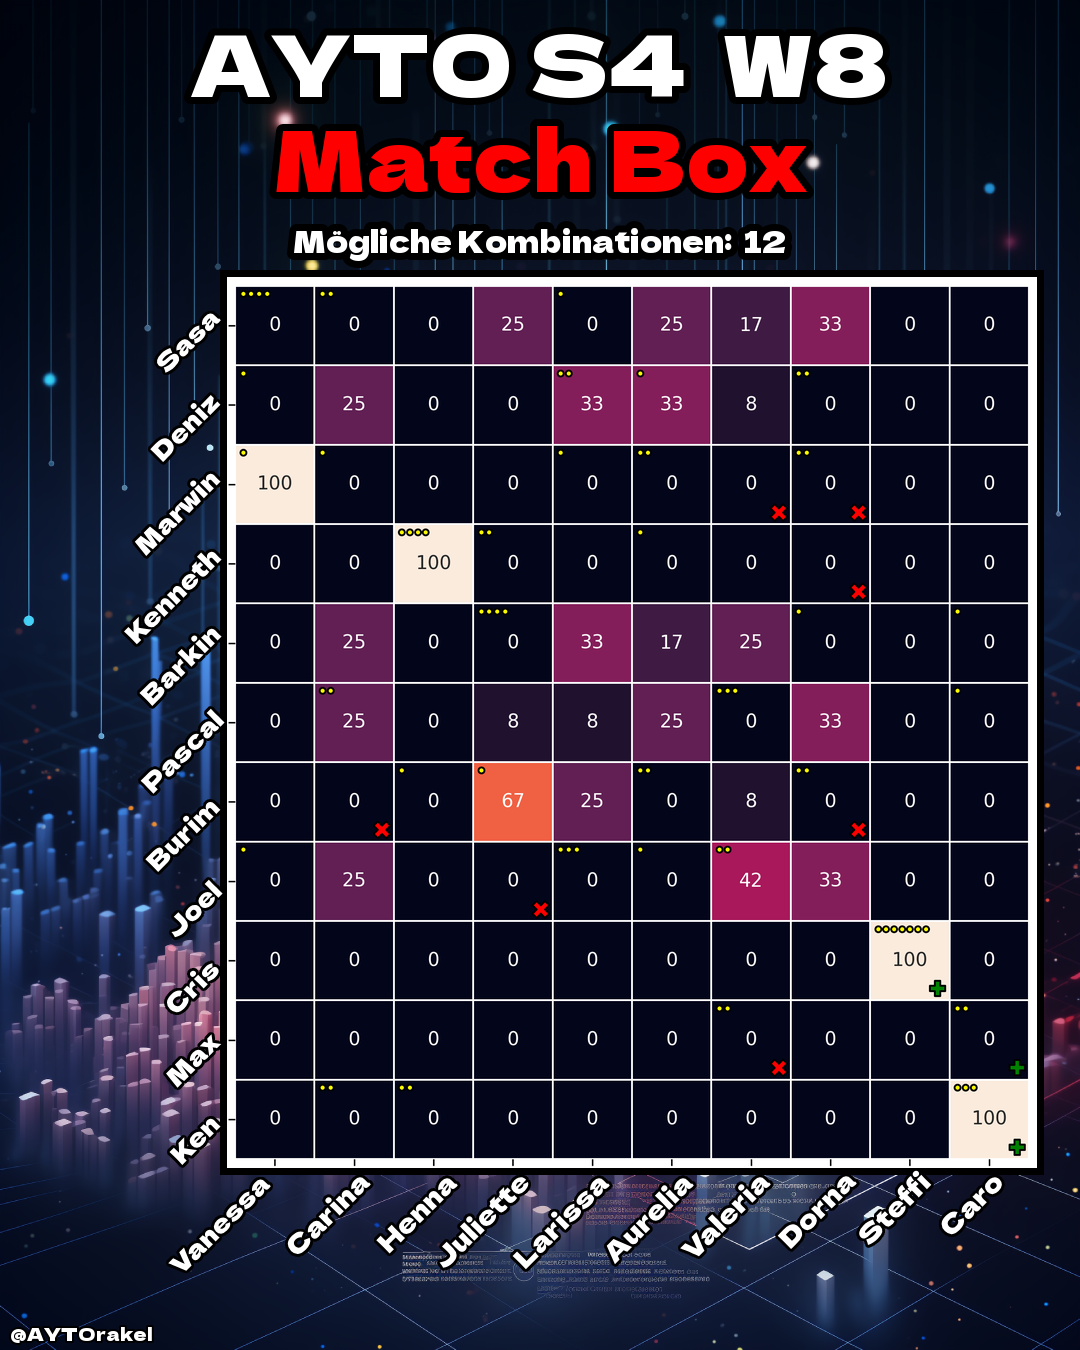 AYTO S4 W8
Match Box
Mögliche Kombinationen: 12
Sasa 0 0 0 25 0 25 17 33 0 0
Deniz 0 25 0 0 33 33 8 0 0 0
Marwin 100 0 0 0 0 0 0 0 0 0
Kenneth 0 0 100 0 0 0 0 0 0 0
Barkin 0 25 0 0 33 17 25 0 0 0
Pascal 0 25 0 8 8 25 0 33 0 0
Burim 0 0 0 67 25 0 8 0 0 0
Joel 0 25 0 0 0 0 42 33 0 0
Cris 0 0 0 0 0 0 0 0 100 0
Max 0 0 0 0 0 0 0 0 0 0
Ken 0 0 0 0 0 0 0 0 0 100
Vanessa Carina Henna Juliette Larissa Aurelia Valeria Dorna Steffi Caro
@AYTOrakel